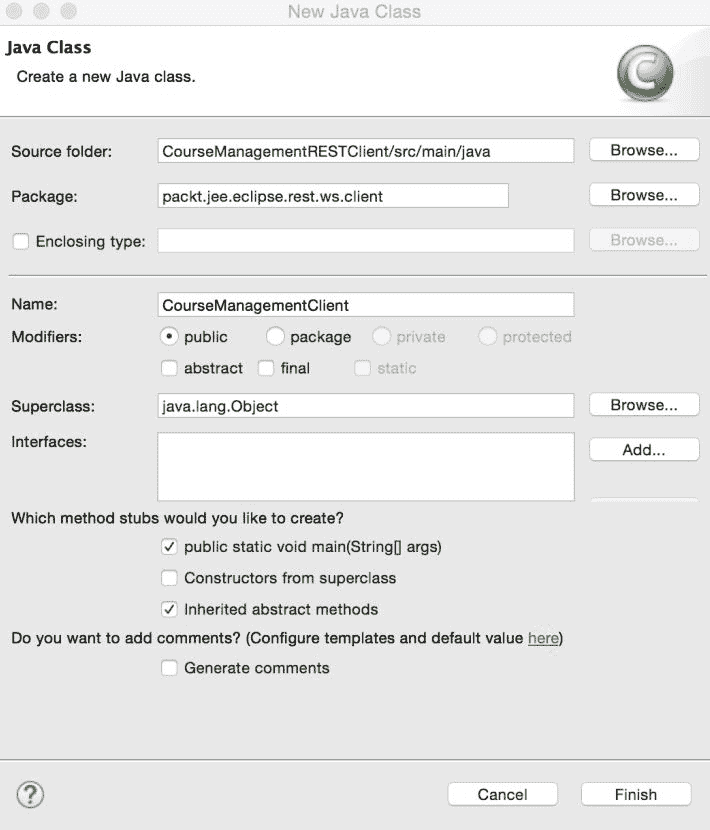 New Java Class
Java Class
Create a new Java class.
C
Source folder: CourseManagementRESTClient/src/main/java Browse...
Package: packt.jee.eclipse.rest.ws.client Browse...
Enclosing type: Browse...
Name: CourseManagementClient
Modifiers: public package private protected
abstract final static
Superclass: java.lang.Object Browse...
Interfaces: Add...
Which method stubs would you like to create?
public static void main(String[] args)
Constructors from superclass
Inherited abstract methods
Do you want to add comments? (Configure templates and default value here)
Generate comments
? Cancel Finish